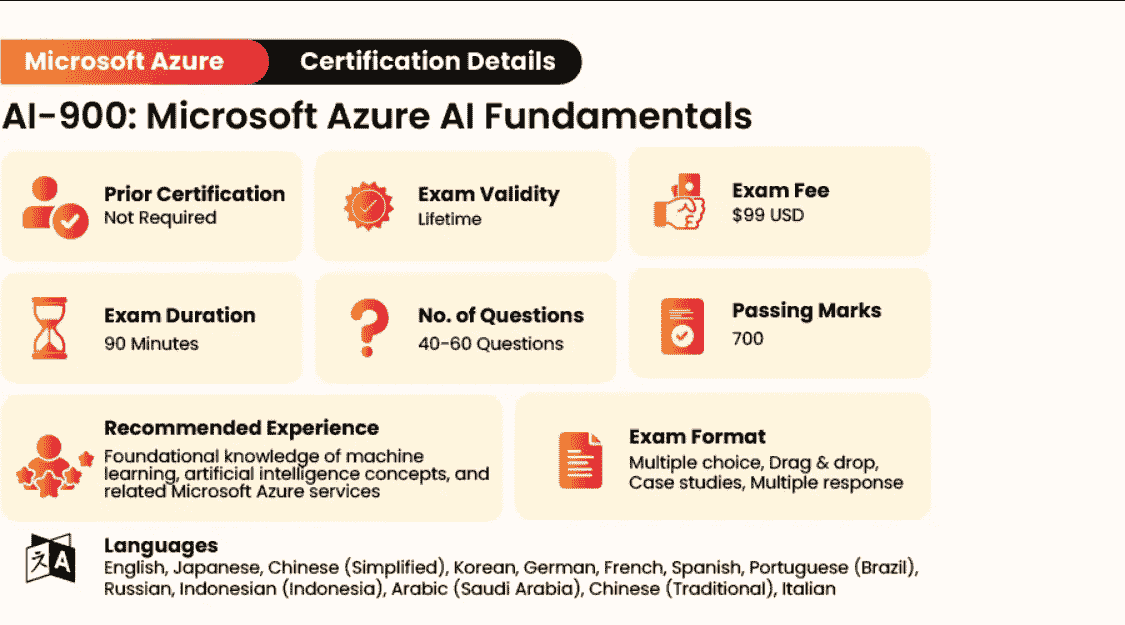 Microsoft Azure
Certification Details
AI-900: Microsoft Azure AI Fundamentals
Prior Certification
Not Required
Exam Validity
Lifetime
Exam Fee
$99 USD
Exam Duration
90 Minutes
No. of Questions
40-60 Questions
Passing Marks
700
Recommended Experience
Foundational knowledge of machine
learning, artificial intelligence concepts, and
related Microsoft Azure services
Exam Format
Multiple choice, Drag & drop,
Case studies, Multiple response
文 A
Languages
English, Japanese, Chinese (Simplified), Korean, German, French, Spanish, Portuguese (Brazil),
Russian, Indonesian (Indonesia), Arabic (Saudi Arabia), Chinese (Traditional), Italian